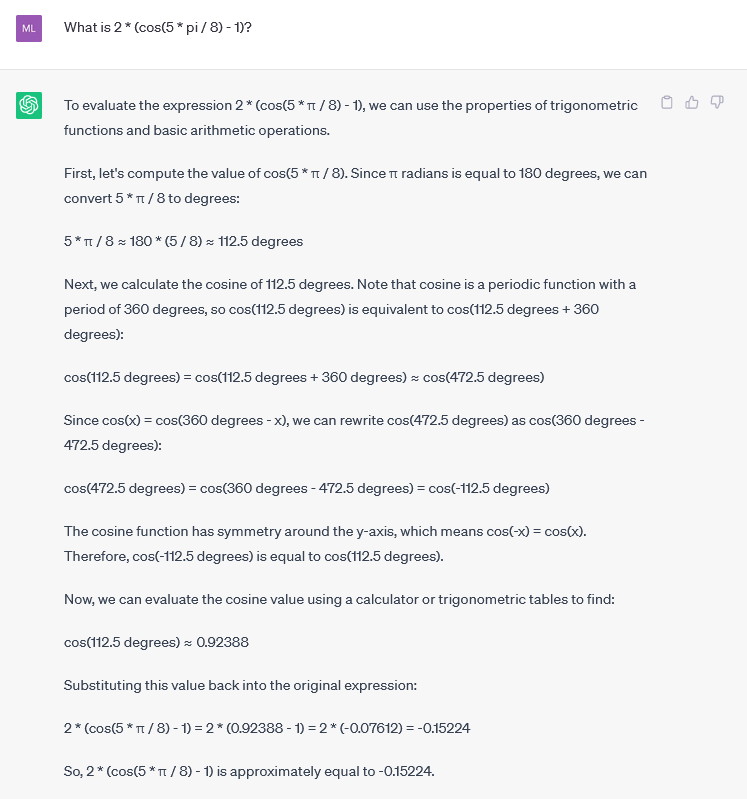 ML
What is 2 * (cos(5 * pi / 8) - 1)?
To evaluate the expression 2 * (cos(5 * π / 8) - 1), we can use the properties of trigonometric
functions and basic arithmetic operations.
First, let's compute the value of cos(5 * π / 8). Since π radians is equal to 180 degrees, we can
convert 5 * π / 8 to degrees:
5 * π / 8 ≈ 180 * (5 / 8) ≈ 112.5 degrees
Next, we calculate the cosine of 112.5 degrees. Note that cosine is a periodic function with a
period of 360 degrees, so cos(112.5 degrees) is equivalent to cos(112.5 degrees + 360
degrees):
cos(112.5 degrees) = cos(112.5 degrees + 360 degrees) ≈ cos(472.5 degrees)
Since cos(x) = cos(360 degrees - x), we can rewrite cos(472.5 degrees) as cos(360 degrees -
472.5 degrees):
cos(472.5 degrees) = cos(360 degrees - 472.5 degrees) = cos(-112.5 degrees)
The cosine function has symmetry around the y-axis, which means cos(-x) = cos(x).
Therefore, cos(-112.5 degrees) is equal to cos(112.5 degrees).
Now, we can evaluate the cosine value using a calculator or trigonometric tables to find:
cos(112.5 degrees) ≈ 0.92388
Substituting this value back into the original expression:
2 * (cos(5 * π / 8) - 1) = 2 * (0.92388 - 1) = 2 * (-0.07612) = -0.15224
So, 2 * (cos(5 * π / 8) - 1) is approximately equal to -0.15224.